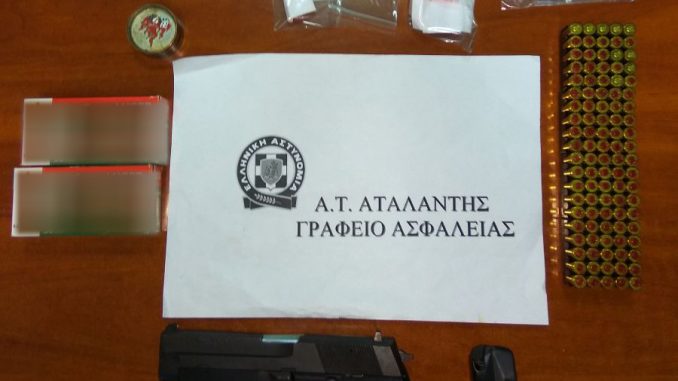 ΕΛΛΗΝΙΚΗ ΑΣΤΥΝΟΜΙΑ
Α.Τ. ΑΤΑΛΑΝΤΗΣ
ΓΡΑΦΕΙΟ ΑΣΦΑΛΕΙΑΣ